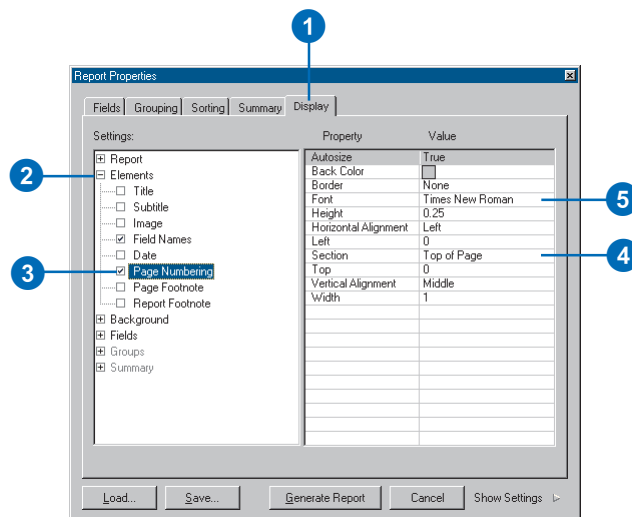 1
Report Properties
Fields Grouping Sorting Summary Display
Settings:
Property Value
Report
Elements
Title
Subtitle
Image
Field Names
Date
Page Numbering
Page Footnote
Report Footnote
Background
Fields
Groups
Summary
Autosize True
Back Color
Border None
Font Times New Roman
Height 0.25
Horizontal Alignment Left
Left 0
Section Top of Page
Top 0
Vertical Alignment Middle
Width 1
2
3
5
4
Load... Save... Generate Report Cancel Show Settings